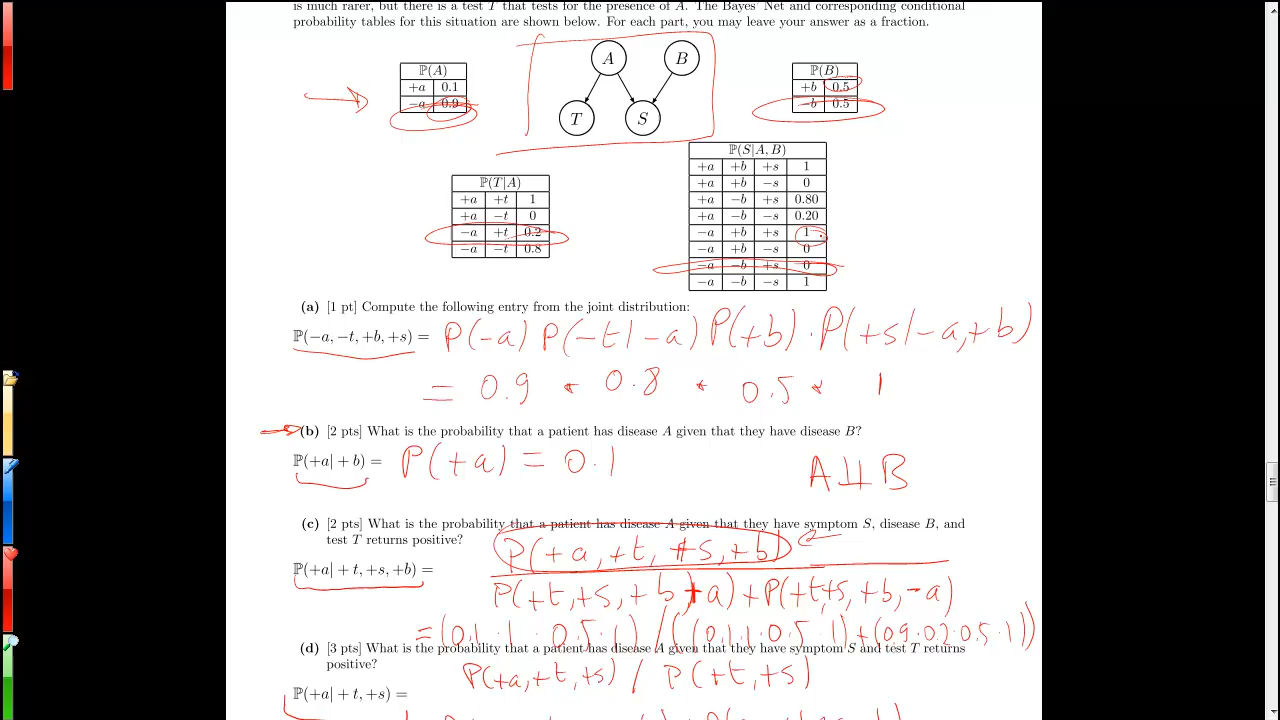 is much rarer, but there is a test T that tests for the presence of A. The Bayes' Net and corresponding conditional
probability tables for this situation are shown below. For each part, you may leave your answer as a fraction.
A
B
T
S
ℙ(A)
+a 0.1
−a 0.9
ℙ(B)
+b 0.5
−b 0.5
ℙ(T|A)
+a +t 1
+a −t 0
−a +t 0.2
−a −t 0.8
ℙ(S|A, B)
+a +b +s 1
+a +b −s 0
+a −b +s 0.80
+a −b −s 0.20
−a +b +s 1
−a +b −s 0
−a −b +s 0
−a −b −s 1
(a) [1 pt] Compute the following entry from the joint distribution:
ℙ(−a, −t, +b, +s) = P(-a) P(-t|-a) P(+b) · P(+s|-a,+b)
= 0.9 * 0.8 * 0.5 * 1
(b) [2 pts] What is the probability that a patient has disease A given that they have disease B?
ℙ(+a| + b) = P(+a) = 0.1 A⫫B
(c) [2 pts] What is the probability that a patient has disease A given that they have symptom S, disease B, and
test T returns positive?
P(+a,+t,+s,+b)
ℙ(+a| + t, +s, +b) =
P(+t,+s,+b,+a)+P(+t+s,+b,-a)
=(0.1·1·0.5·1)/((0.1·1·0.5·1)+(0.9·0.2·0.5·1))
(d) [3 pts] What is the probability that a patient has disease A given that they have symptom S and test T returns
positive?
P(+a,+t,+s) / P(+t,+s)
ℙ(+a| + t, +s) =